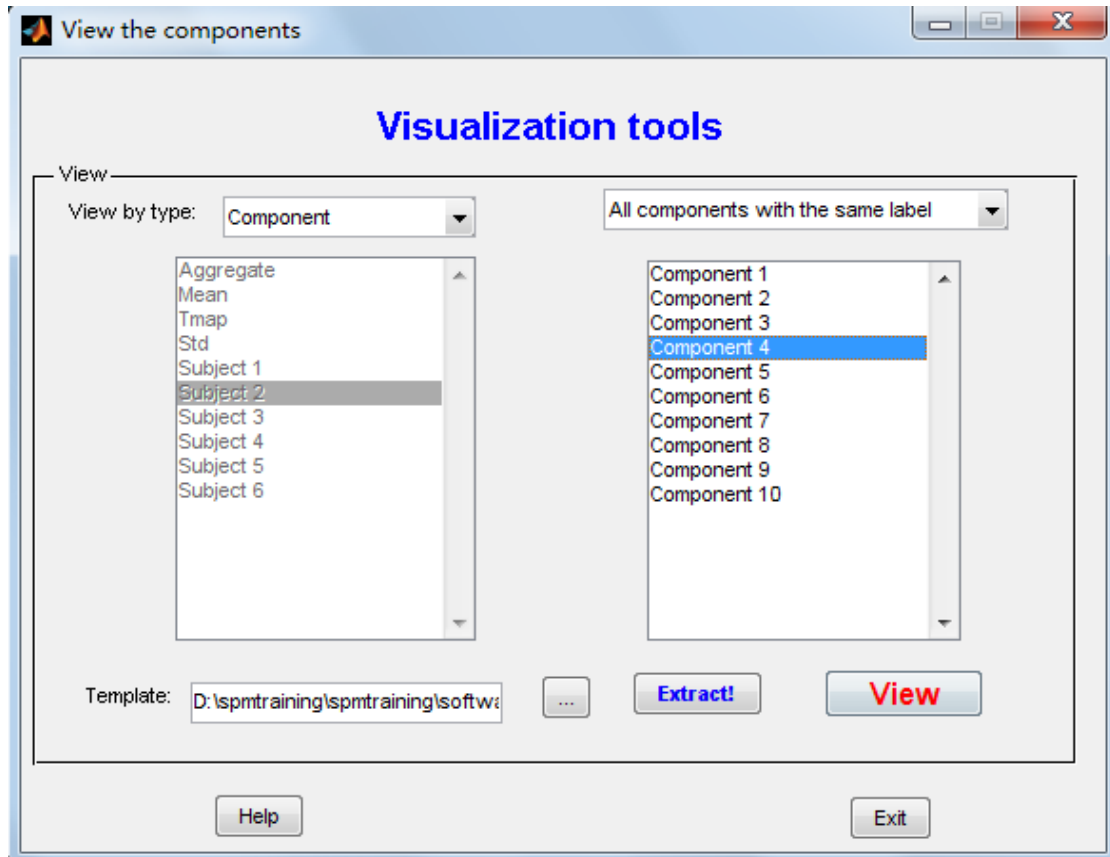 View the components
Visualization tools
View
View by type:
Component
All components with the same label
Aggregate
Mean
Tmap
Std
Subject 1
Subject 2
Subject 3
Subject 4
Subject 5
Subject 6
Component 1
Component 2
Component 3
Component 4
Component 5
Component 6
Component 7
Component 8
Component 9
Component 10
Template:
D:\spmtraining\spmtraining\softwa
...
Extract!
View
Help
Exit